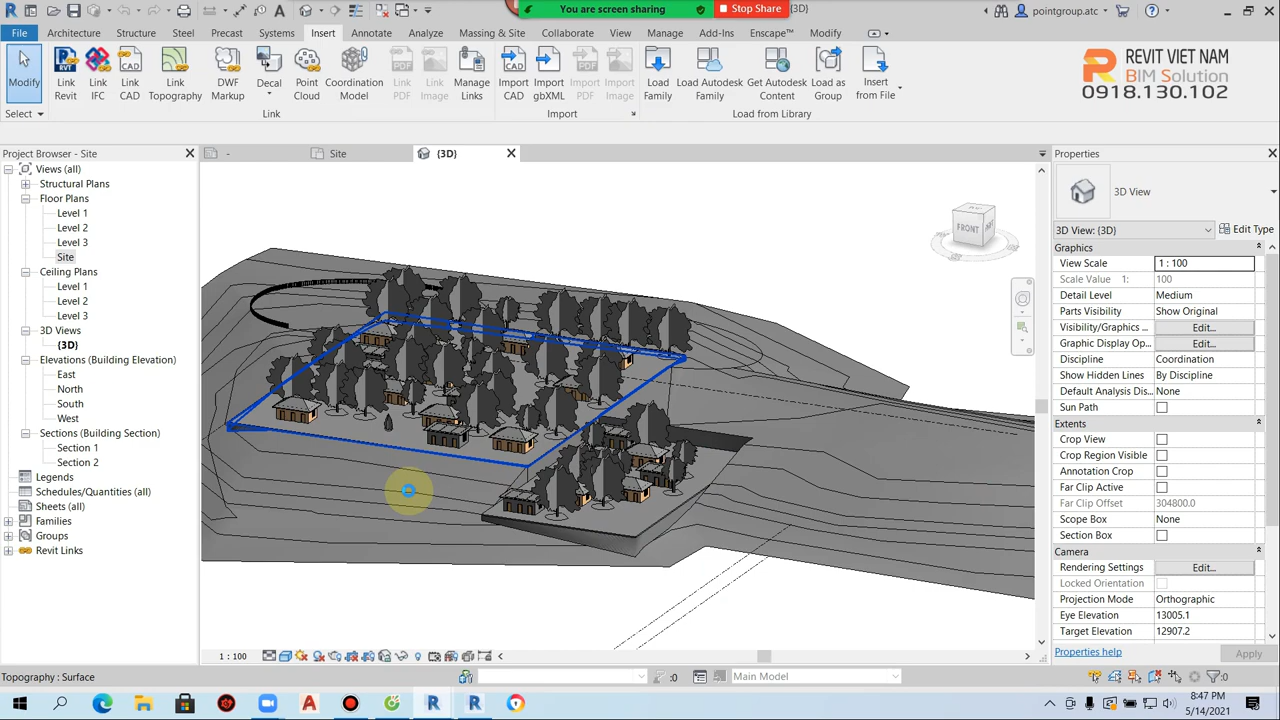 You are screen sharing
Stop Share
(3D)
pointgroup.atc
File
Architecture
Structure
Steel
Precast
Systems
Insert
Annotate
Analyze
Massing & Site
Collaborate
View
Manage
Add-Ins
Enscape™
Modify
Modify
Link Revit
Link IFC
Link CAD
Link Topography
DWF Markup
Decal
Point Cloud
Coordination Model
Link PDF
Link Image
Manage Links
Import CAD
Import gbXML
Import PDF
Import Image
Load Family
Load Autodesk Family
Get Autodesk Content
Load as Group
Insert from File
Select
Link
Import
Load from Library
REVIT VIET NAM
BIM Solution
0918.130.102
Project Browser - Site
-
Site
{3D}
Properties
Views (all)
Structural Plans
Floor Plans
Level 1
Level 2
Level 3
Site
Ceiling Plans
Level 1
Level 2
Level 3
3D Views
{3D}
Elevations (Building Elevation)
East
North
South
West
Sections (Building Section)
Section 1
Section 2
Legends
Schedules/Quantities (all)
Sheets (all)
Families
Groups
Revit Links
FRONT
3D View
3D View: {3D}
Edit Type
Graphics
View Scale 1 : 100
Scale Value 1: 100
Detail Level Medium
Parts Visibility Show Original
Visibility/Graphics ... Edit...
Graphic Display Op... Edit...
Discipline Coordination
Show Hidden Lines By Discipline
Default Analysis Dis... None
Sun Path
Extents
Crop View
Crop Region Visible
Annotation Crop
Far Clip Active
Far Clip Offset 304800.0
Scope Box None
Section Box
Camera
Rendering Settings Edit...
Locked Orientation
Projection Mode Orthographic
Eye Elevation 13005.1
Target Elevation 12907.2
Properties help
Apply
1 : 100
Topography : Surface
:0
Main Model
:0
8:47 PM
5/14/2021